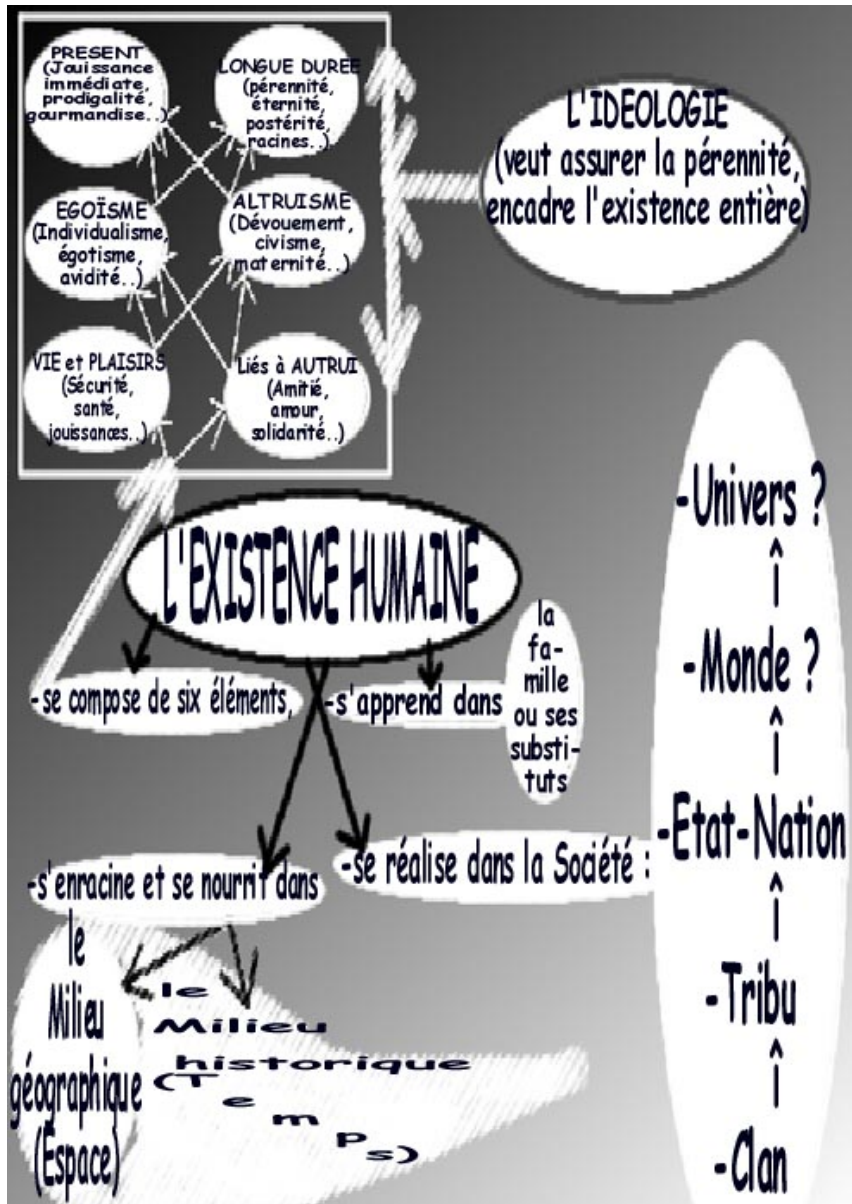 PRESENT
(Jouissance
immédiate,
prodigalité,
gourmandise..)
LONGUE DUREE
(pérennité,
éternité,
postérité,
racines..)
L'IDEOLOGIE
(veut assurer la pérennité,
encadre l'existence entière)
EGOÏSME
(Individualisme,
égotisme,
avidité..)
ALTRUISME
(Dévouement,
civisme,
maternité..)
VIE et PLAISIRS
(Sécurité,
santé,
jouissances..)
Liés à AUTRUI
(Amitié,
amour,
solidarité..)
L'EXISTENCE HUMAINE
-se compose de six éléments,
-s'apprend dans
la
fa-
mille
ou ses
substi-
tuts
-s'enracine et se nourrit dans
le
Milieu
géographique
(Espace)
le
Milieu
historique
(Temps)
-se réalise dans la Société :
-Univers ?
-Monde ?
-Etat-Nation
-Tribu
-Clan